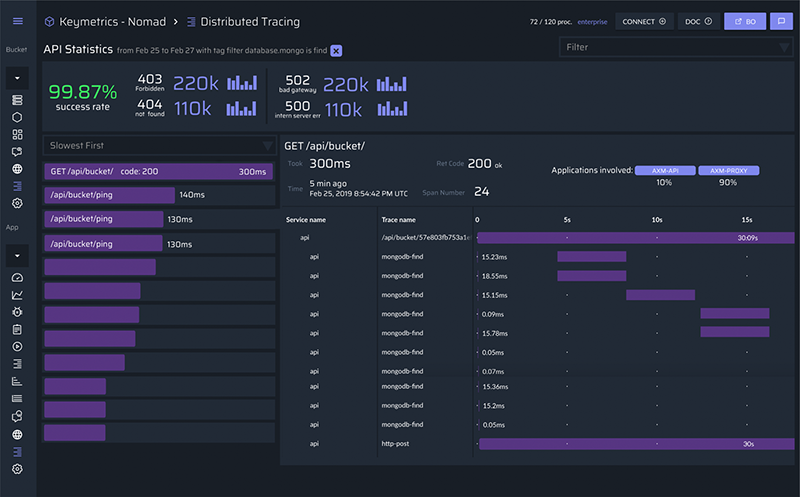 Keymetrics - Nomad > Distributed Tracing
72 / 120 proc. enterprise CONNECT DOC BO
Bucket
API Statistics from Feb 25 to Feb 27 with tag filter database.mongo is find x
Filter
99.87% success rate
403 Forbidden 220k
404 not found 110k
502 bad gateway 220k
500 intern server err 110k
Slowest First
GET /api/bucket/ code: 200 300ms
/api/bucket/ping 140ms
/api/bucket/ping 130ms
/api/bucket/ping 130ms
App
GET /api/bucket/
Took 300ms Ret Code 200 ok
Time 5 min ago
Feb 25, 2019 8:54:42 PM UTC
Span Number 24
Applications involved: AXM-API AXM-PROXY
10% 90%
Service name Trace name 0 5s 10s 15s
api /api/bucket/57e803fb753a1e 30.09s
api mongodb-find 15.23ms
api mongodb-find 18.55ms
api mongodb-find 15.15ms
api mongodb-find 0.09ms
api mongodb-find 15.78ms
api mongodb-find 0.05ms
api mongodb-find 0.07ms
api mongodb-find 15.36ms
api mongodb-find 15.2ms
api mongodb-find 0.05ms
api http-post 30s